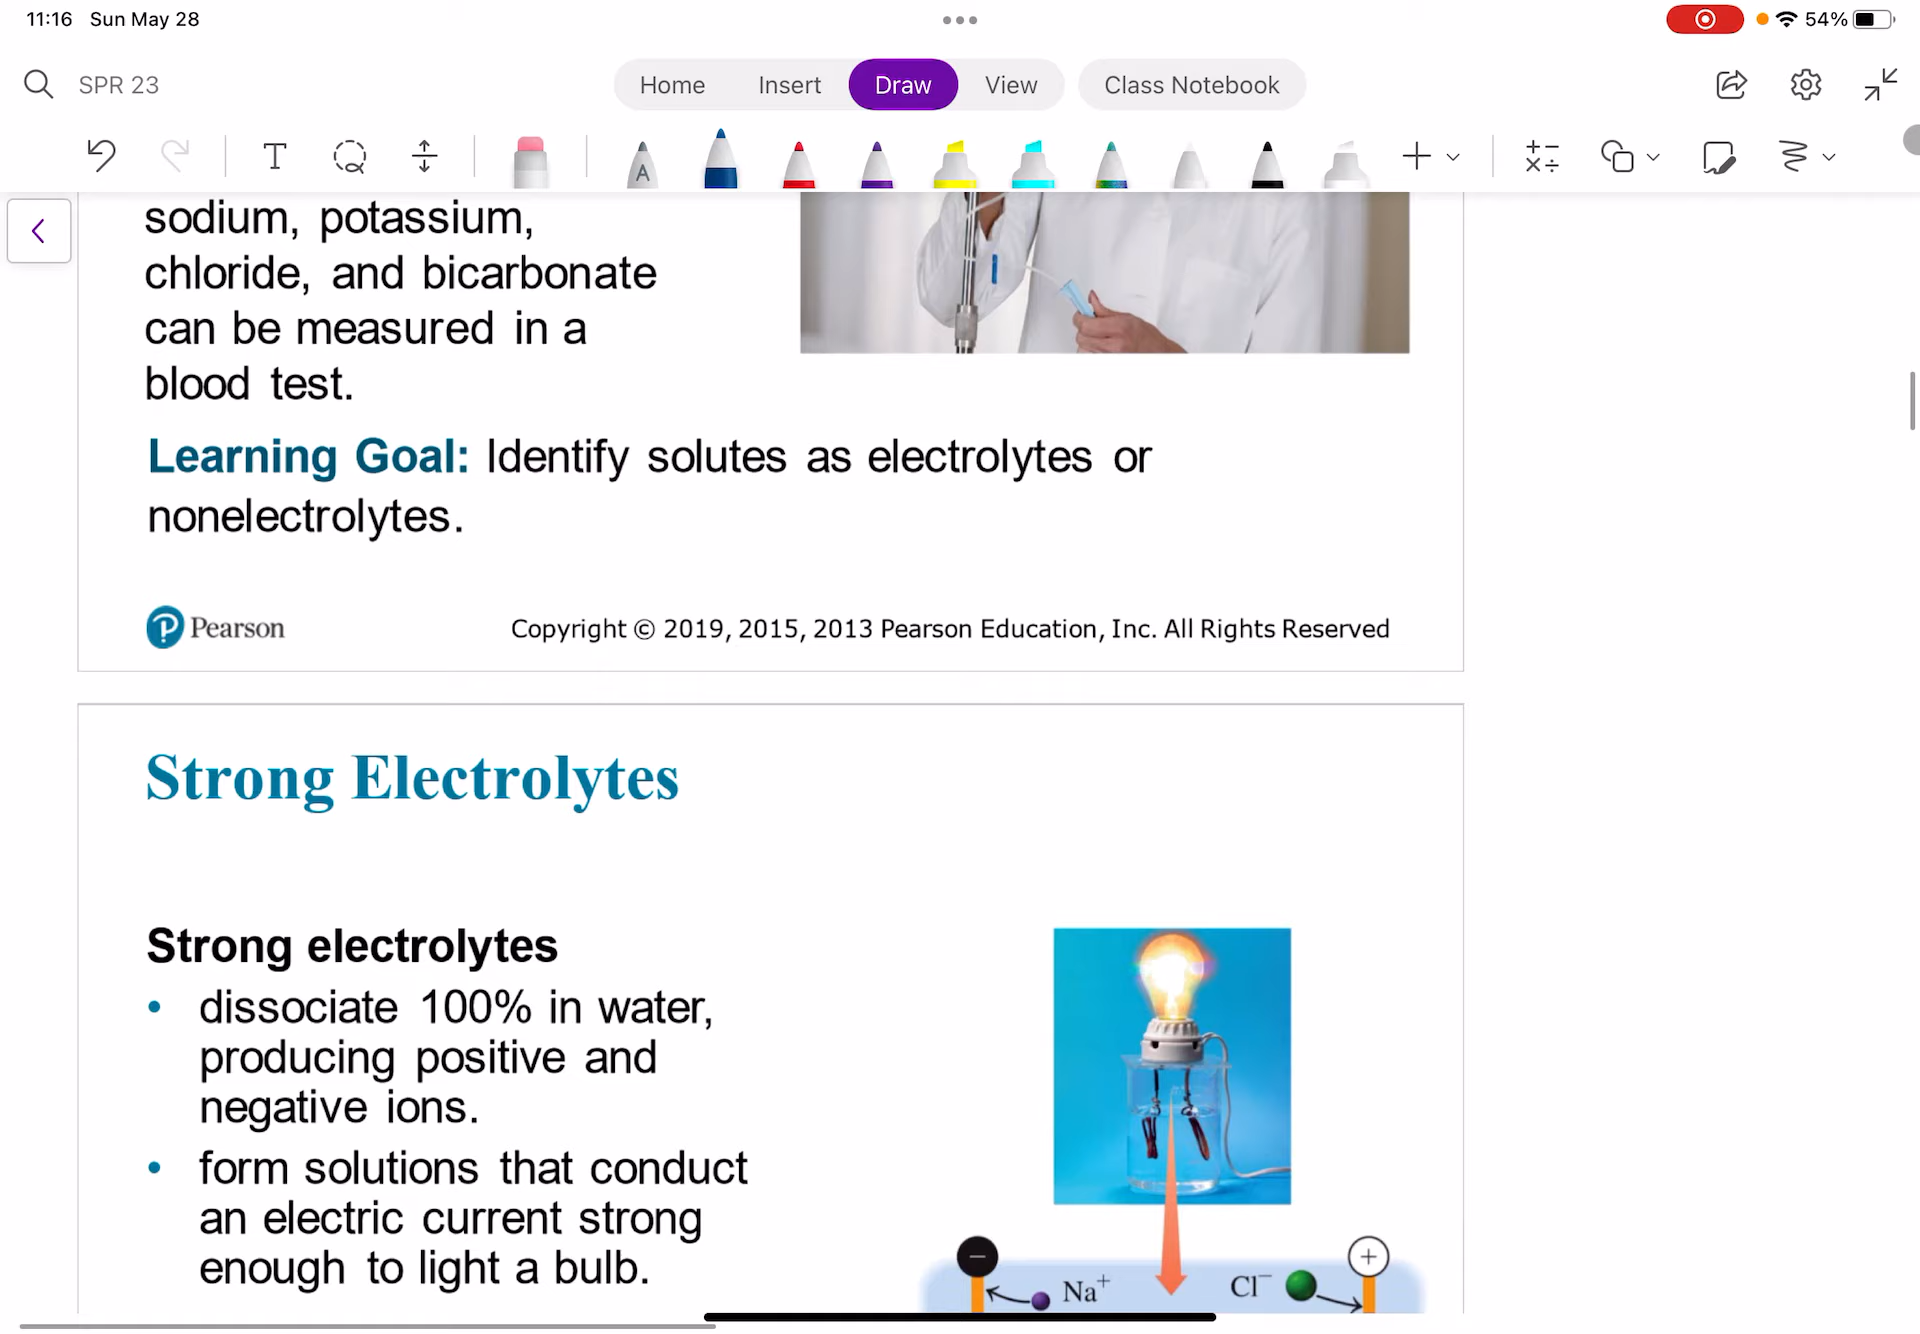 11:16 Sun May 28
54%
SPR 23
Home Insert Draw View Class Notebook
T
A
sodium, potassium,
chloride, and bicarbonate
can be measured in a
blood test.
Learning Goal: Identify solutes as electrolytes or
nonelectrolytes.
P Pearson
Copyright © 2019, 2015, 2013 Pearson Education, Inc. All Rights Reserved
Strong Electrolytes
Strong electrolytes
• dissociate 100% in water,
producing positive and
negative ions.
• form solutions that conduct
an electric current strong
enough to light a bulb.
− +
Na⁺ Cl⁻